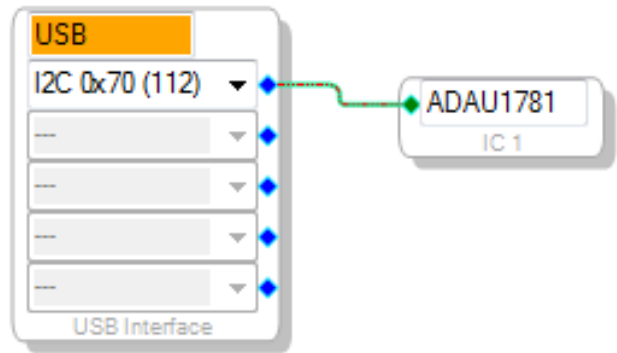 USB
I2C 0x70 (112)
---
---
---
---
USB Interface
ADAU1781
IC 1